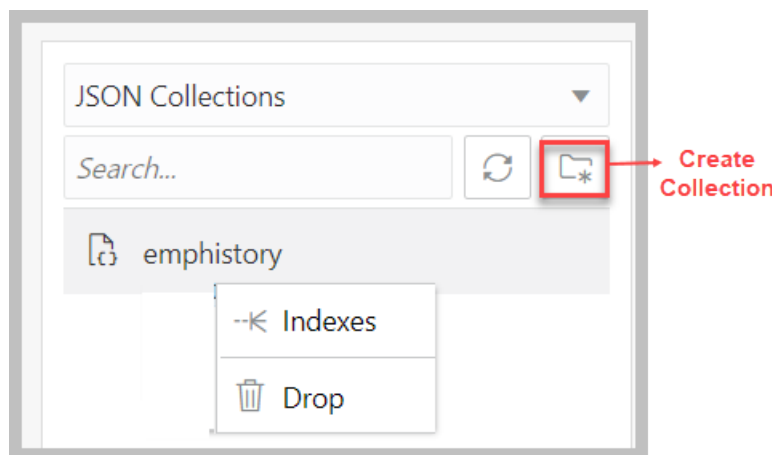 JSON Collections
Search...
Create
Collection
emphistory
Indexes
Drop